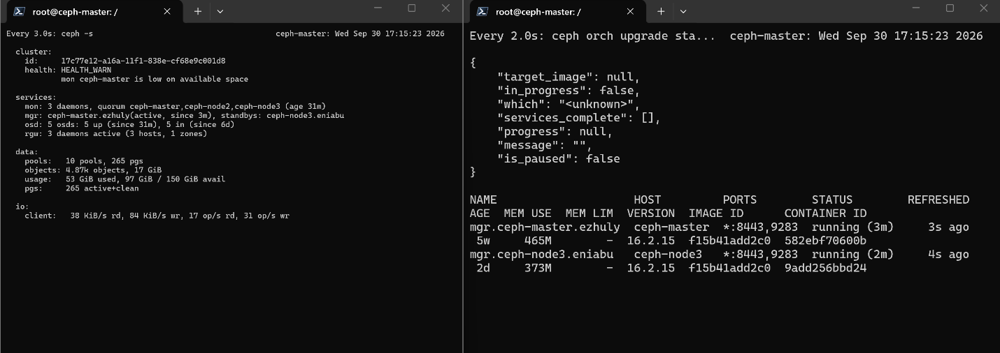 root@ceph-master: /
Every 3.0s: ceph -s ceph-master: Wed Sep 30 17:15:23 2026
cluster:
id: 17c77e12-a16a-11f1-838e-cf68e9c001d8
health: HEALTH_WARN
mon ceph-master is low on available space
services:
mon: 3 daemons, quorum ceph-master,ceph-node2,ceph-node3 (age 31m)
mgr: ceph-master.ezhuly(active, since 3m), standbys: ceph-node3.eniabu
osd: 5 osds: 5 up (since 31m), 5 in (since 6d)
rgw: 3 daemons active (3 hosts, 1 zones)
data:
pools: 10 pools, 265 pgs
objects: 4.87k objects, 17 GiB
usage: 53 GiB used, 97 GiB / 150 GiB avail
pgs: 265 active+clean
io:
client: 38 KiB/s rd, 84 KiB/s wr, 17 op/s rd, 31 op/s wr
root@ceph-master: /
Every 2.0s: ceph orch upgrade sta... ceph-master: Wed Sep 30 17:15:23 2026
{
"target_image": null,
"in_progress": false,
"which": "<unknown>",
"services_complete": [],
"progress": null,
"message": "",
"is_paused": false
}
NAME HOST PORTS STATUS REFRESHED
AGE MEM USE MEM LIM VERSION IMAGE ID CONTAINER ID
mgr.ceph-master.ezhuly ceph-master *:8443,9283 running (3m) 3s ago
5w 465M - 16.2.15 f15b41add2c0 582ebf70600b
mgr.ceph-node3.eniabu ceph-node3 *:8443,9283 running (2m) 4s ago
2d 373M - 16.2.15 f15b41add2c0 9add256bbd24